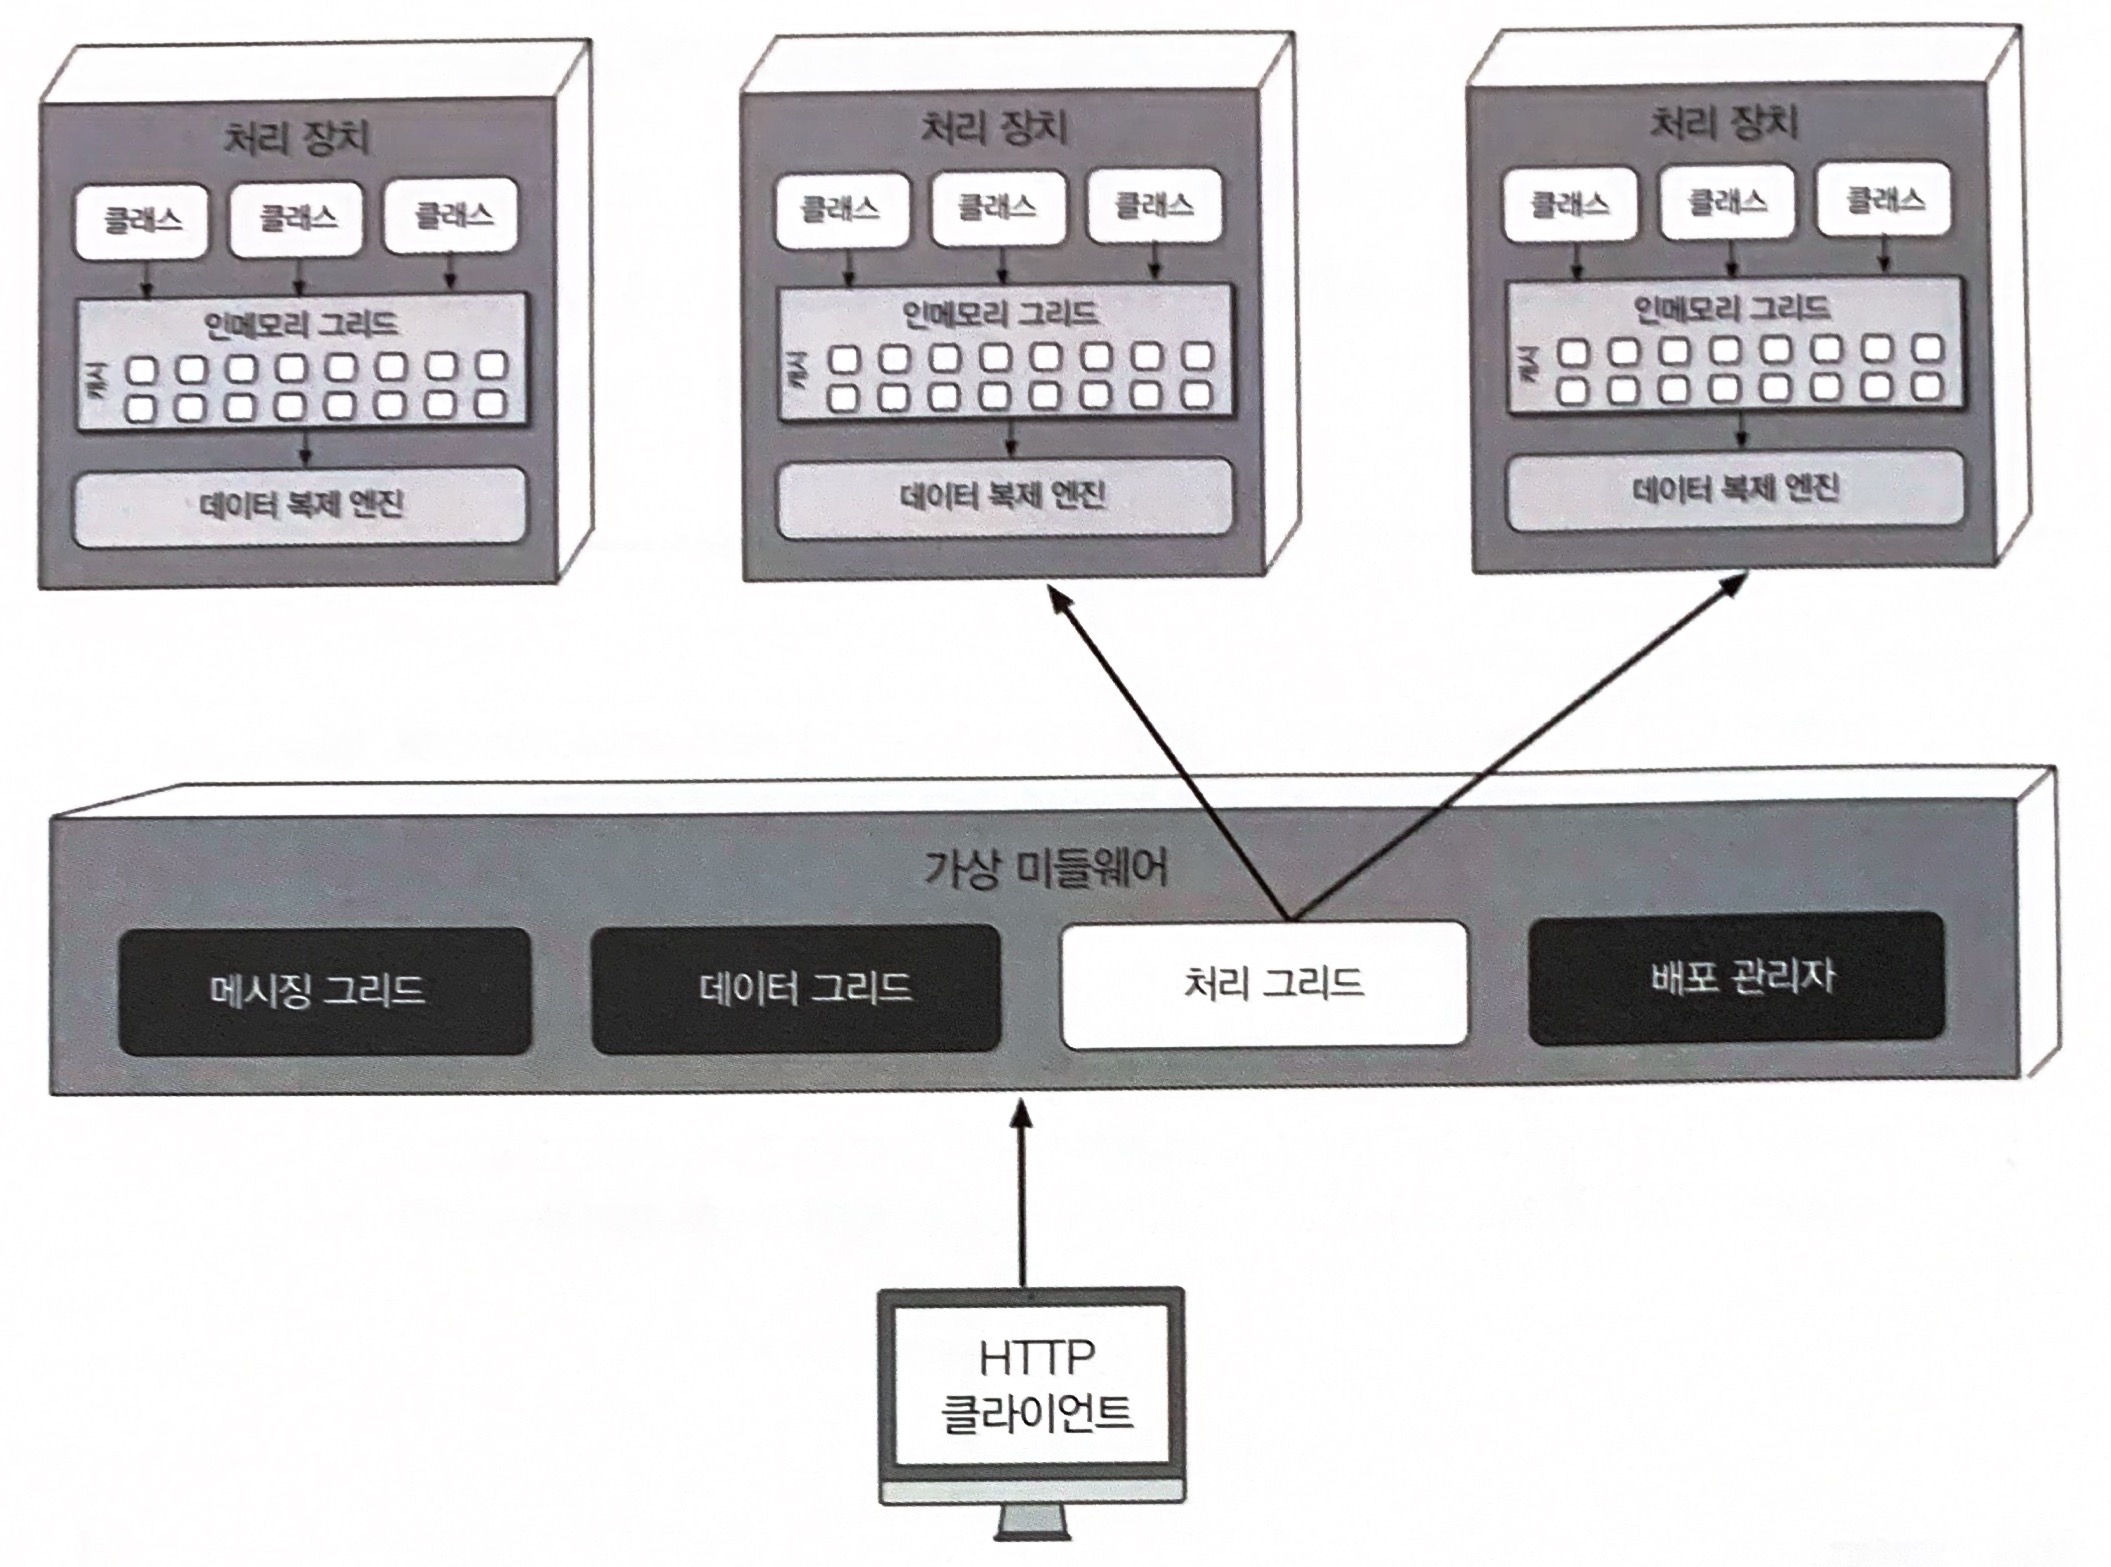 처리 장치
클래스
클래스
클래스
인메모리 그리드
캐시
데이터 복제 엔진
처리 장치
클래스
클래스
클래스
인메모리 그리드
캐시
데이터 복제 엔진
처리 장치
클래스
클래스
클래스
인메모리 그리드
캐시
데이터 복제 엔진
가상 미들웨어
메시징 그리드
데이터 그리드
처리 그리드
배포 관리자
HTTP
클라이언트